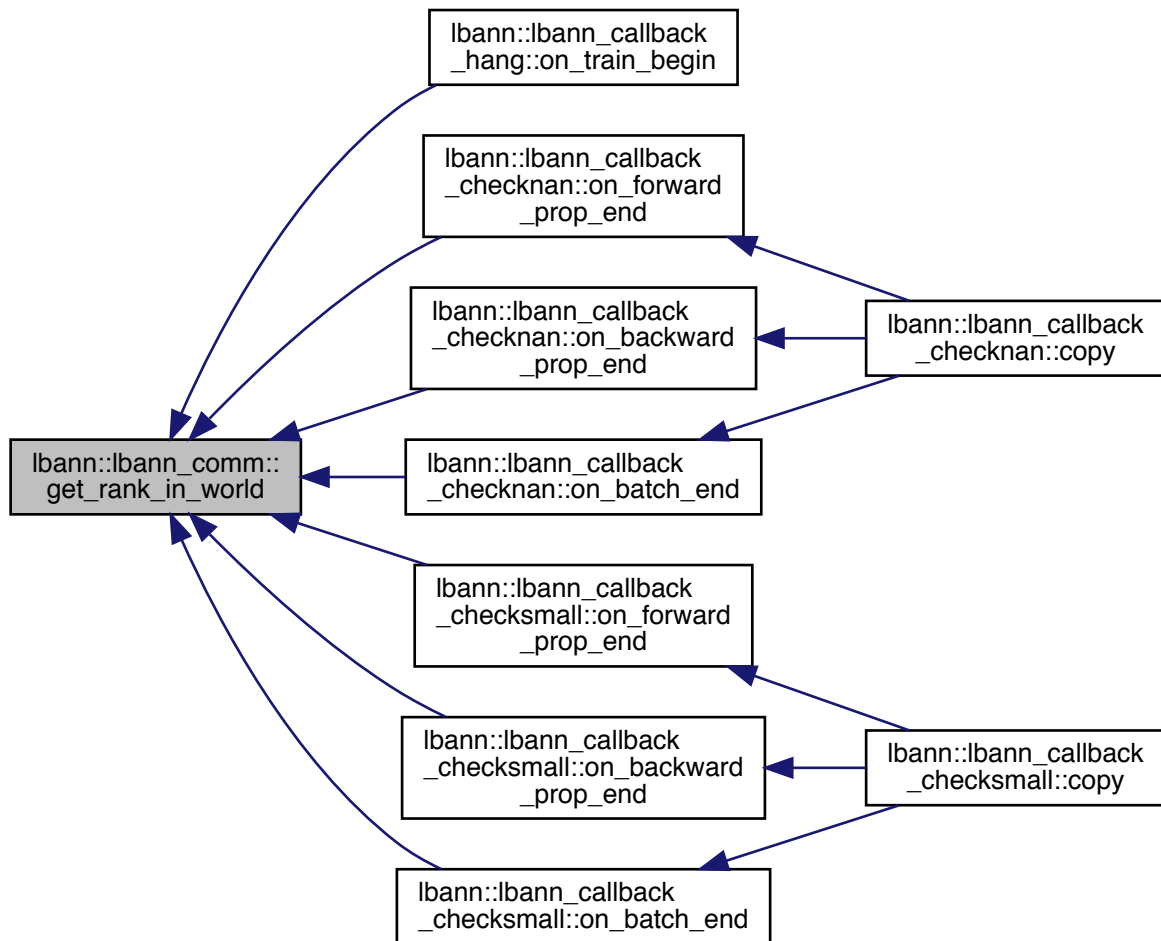 lbann::lbann_callback
_hang::on_train_begin
lbann::lbann_callback
_checknan::on_forward
_prop_end
lbann::lbann_callback
_checknan::on_backward
_prop_end
lbann::lbann_callback
_checknan::copy
lbann::lbann_comm::
get_rank_in_world
lbann::lbann_callback
_checknan::on_batch_end
lbann::lbann_callback
_checksmall::on_forward
_prop_end
lbann::lbann_callback
_checksmall::on_backward
_prop_end
lbann::lbann_callback
_checksmall::copy
lbann::lbann_callback
_checksmall::on_batch_end